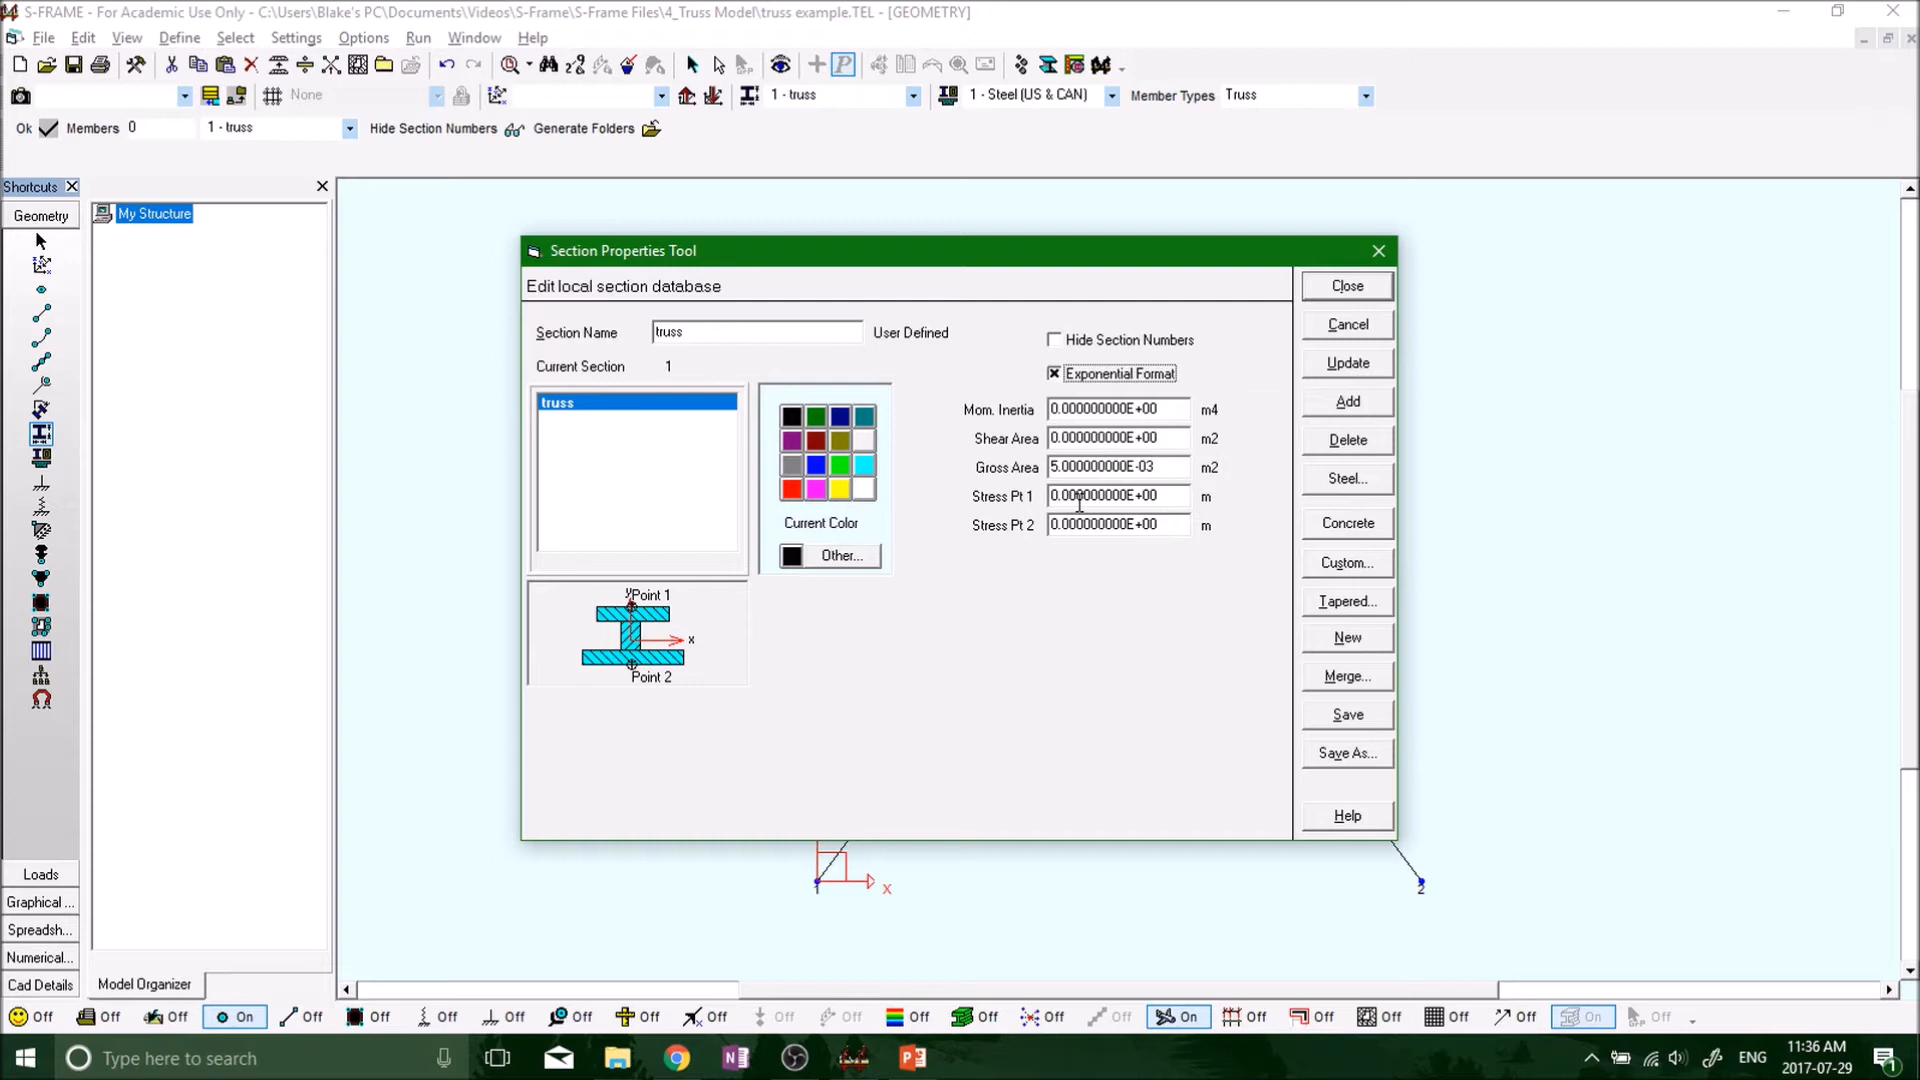 S-FRAME - For Academic Use Only - C:\Users\Blake's PC\Documents\Videos\S-Frame\S-Frame Files\4_Truss Model\truss example.TEL - [GEOMETRY]
File Edit View Define Select Settings Options Run Window Help
None 1 - truss 1 - Steel (US & CAN) Member Types Truss
Ok Members 0 1 - truss Hide Section Numbers Generate Folders
Shortcuts
Geometry
My Structure
Section Properties Tool
Edit local section database
Section Name truss User Defined
Current Section 1
truss
Current Color
Other...
y Point 1
x
Point 2
Hide Section Numbers
Exponential Format
Mom. Inertia 0.000000000E+00 m4
Shear Area 0.000000000E+00 m2
Gross Area 5.000000000E-03 m2
Stress Pt 1 0.000000000E+00 m
Stress Pt 2 0.000000000E+00 m
Close
Cancel
Update
Add
Delete
Steel...
Concrete
Custom...
Tapered...
New
Merge...
Save
Save As...
Help
1 X 2
Loads
Graphical ...
Spreadsh...
Numerical...
Cad Details
Model Organizer
Off Off Off On Off Off Off Off Off Off Off Off Off Off Off Off Off On Off Off Off Off Off On Off
Type here to search
ENG
11:36 AM
2017-07-29
1